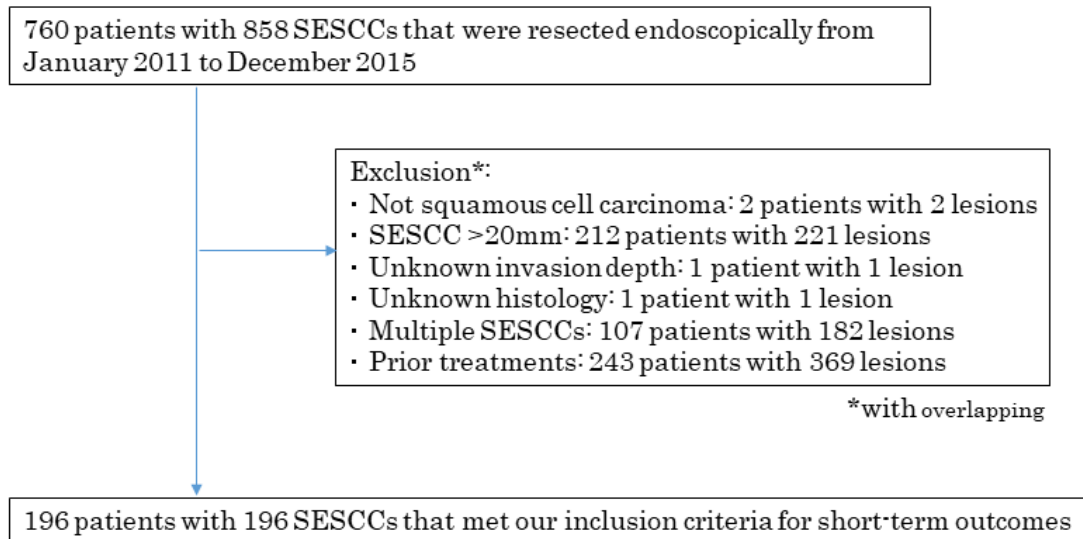 760 patients with 858 SESCCs that were resected endoscopically from
January 2011 to December 2015
Exclusion*:
・Not squamous cell carcinoma: 2 patients with 2 lesions
・SESCC >20mm: 212 patients with 221 lesions
・Unknown invasion depth: 1 patient with 1 lesion
・Unknown histology: 1 patient with 1 lesion
・Multiple SESCCs: 107 patients with 182 lesions
・Prior treatments: 243 patients with 369 lesions
*with overlapping
196 patients with 196 SESCCs that met our inclusion criteria for short-term outcomes